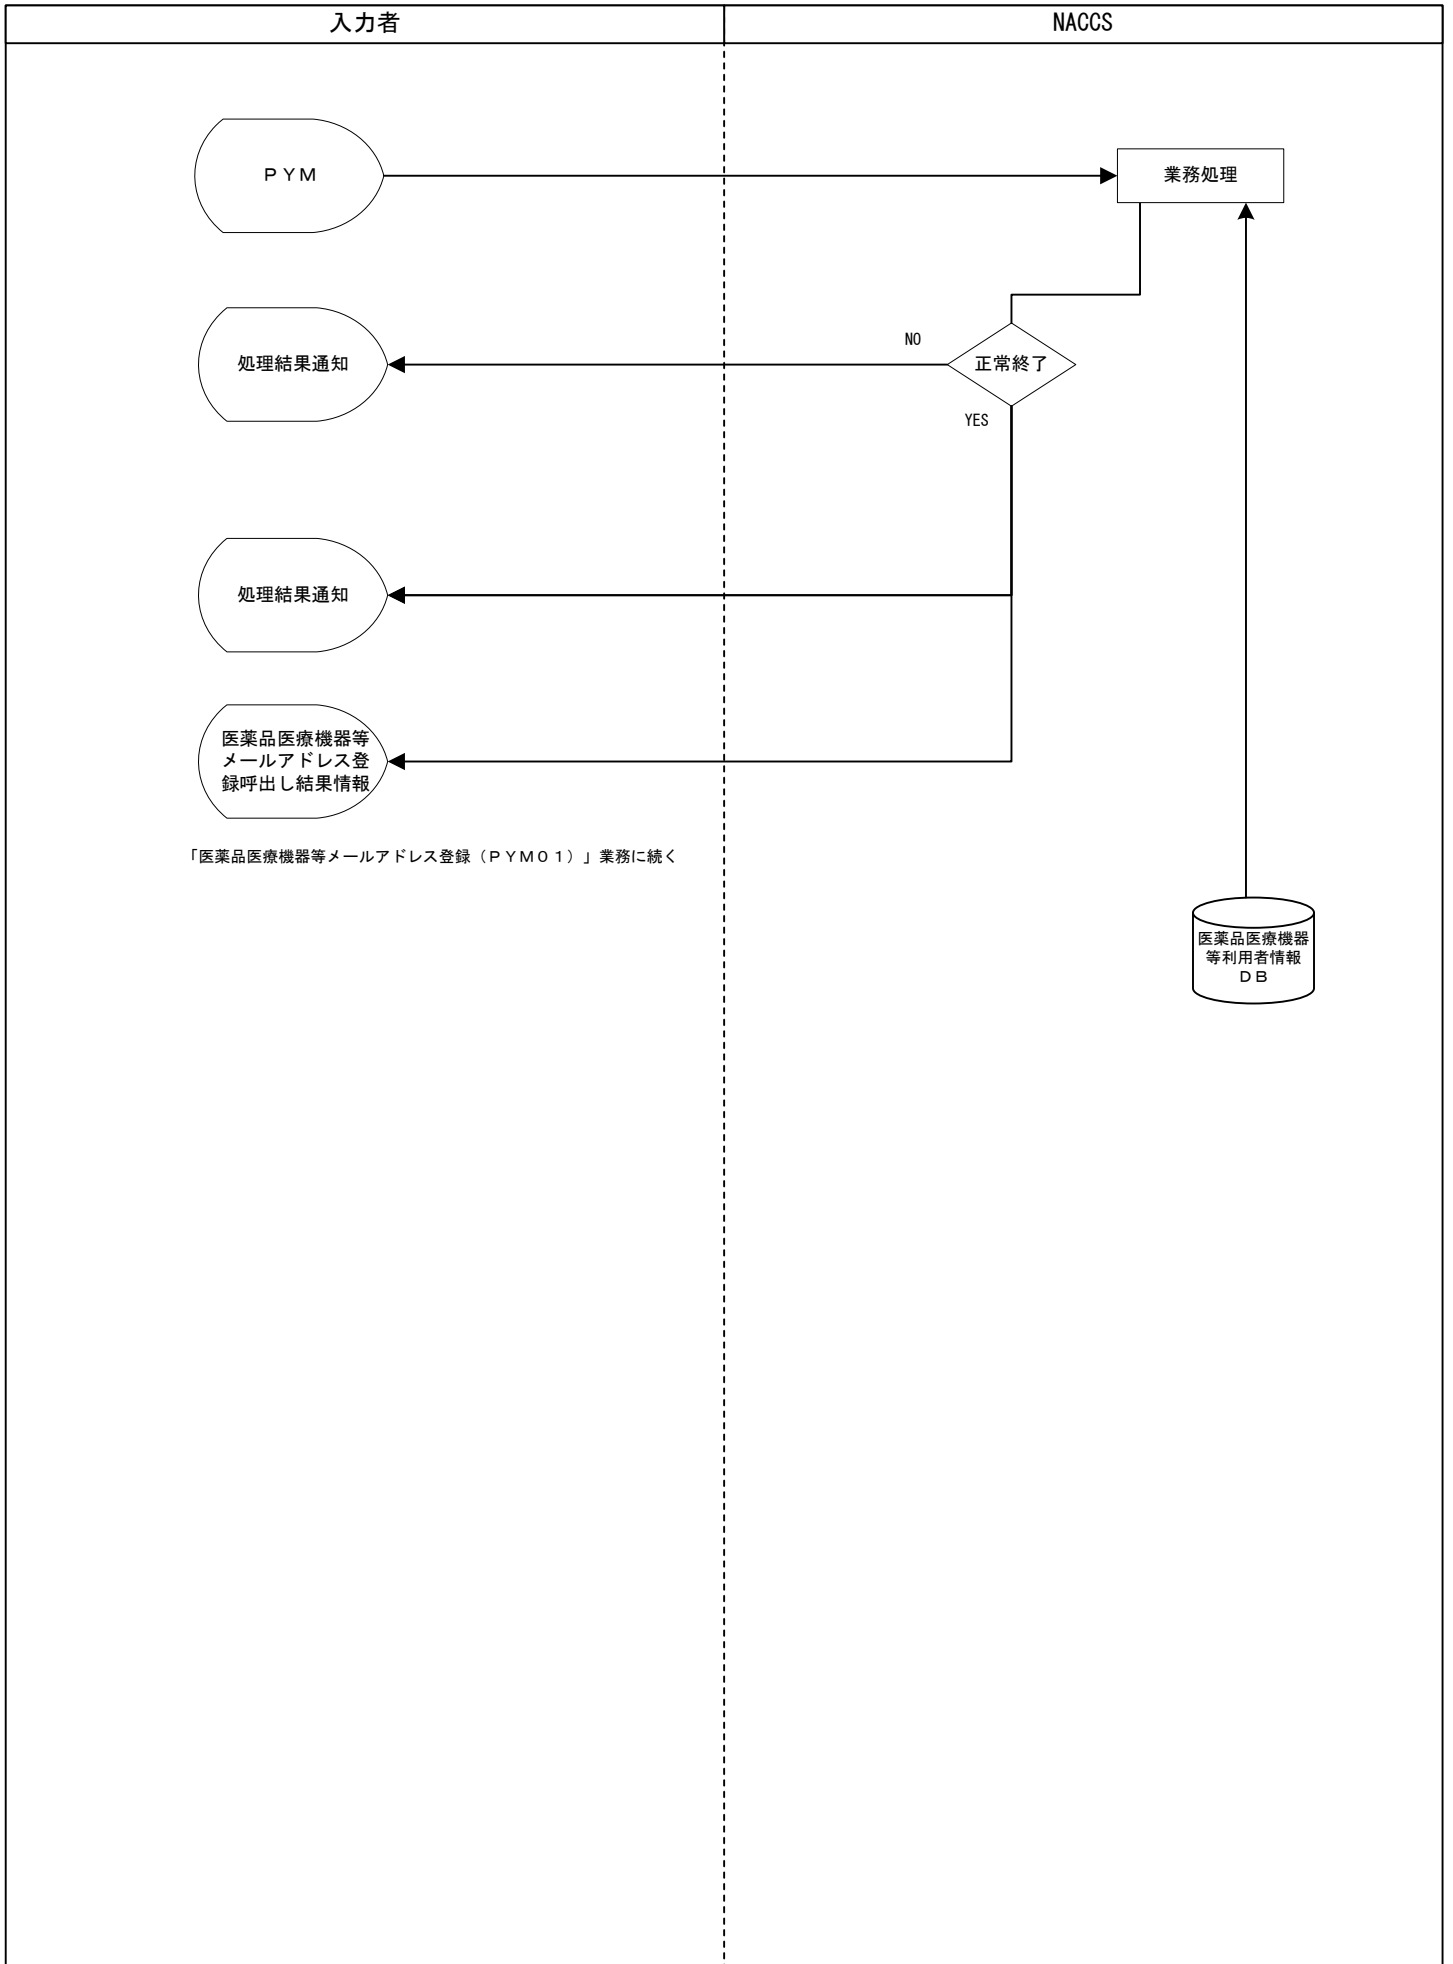 入力者
NACCS
ＰＹＭ
業務処理
処理結果通知
NO
正常終了
YES
処理結果通知
医薬品医療機器等
メールアドレス登
録呼出し結果情報
「医薬品医療機器等メールアドレス登録（ＰＹＭ０１）」業務に続く
医薬品医療機器
等利用者情報
ＤＢ